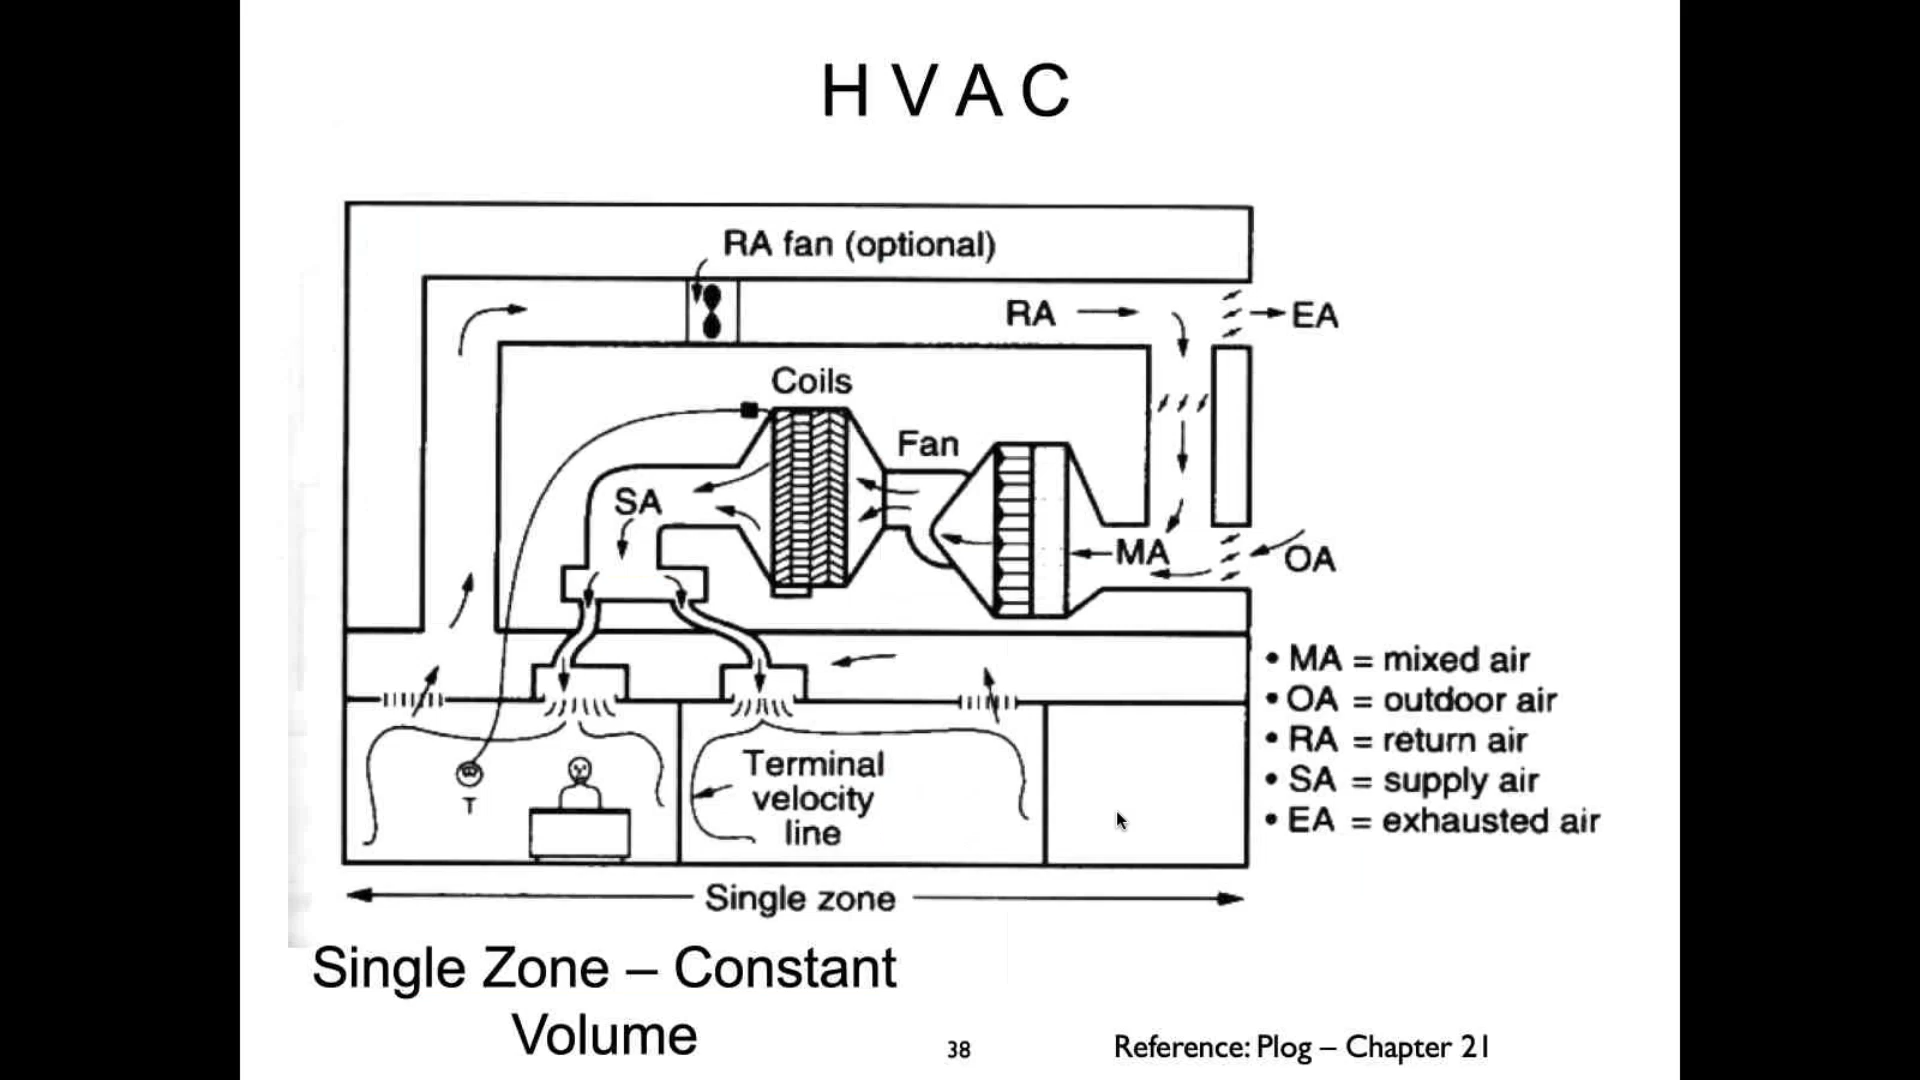 H V A C
RA fan (optional)
RA
EA
Coils
Fan
SA
MA
OA
T
Terminal
velocity
line
• MA = mixed air
• OA = outdoor air
• RA = return air
• SA = supply air
• EA = exhausted air
Single zone
Single Zone – Constant
Volume
38
Reference: Plog – Chapter 21